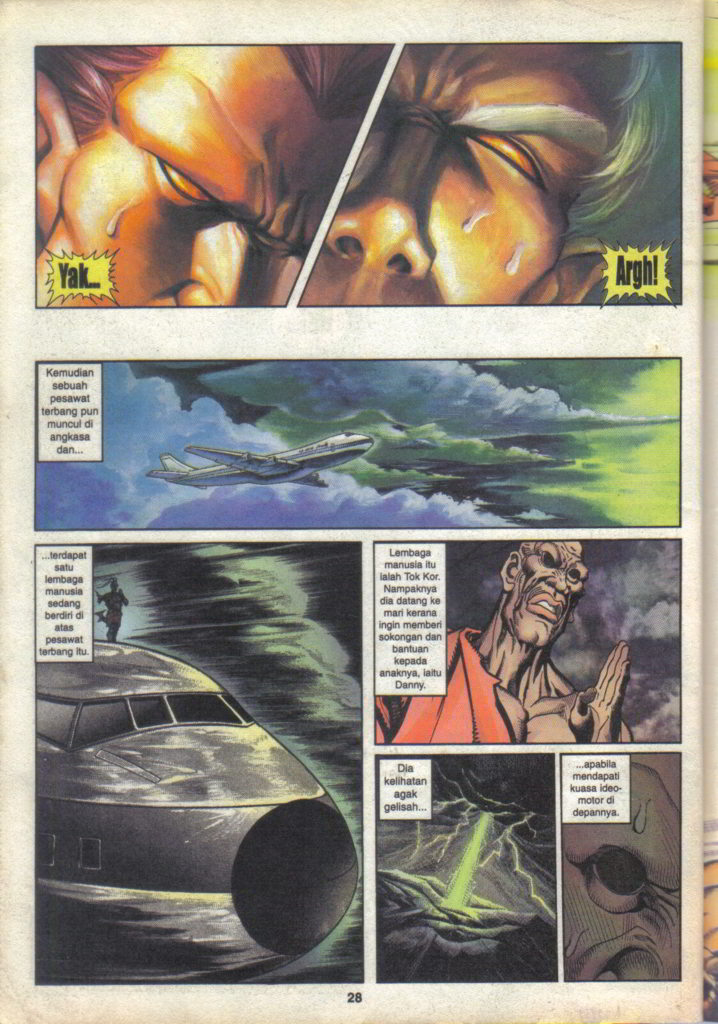 Yak...
Argh!
Kemudian
sebuah
pesawat
terbang pun
muncul di
angkasa
dan...
...terdapat
satu
lembaga
manusia
sedang
berdiri di
atas
pesawat
terbang itu.
Lembaga
manusia itu
ialah Tok Kor.
Nampaknya
dia datang ke
mari kerana
ingin memberi
sokongan dan
bantuan
kepada
anaknya, iaitu
Danny.
Dia
kelihatan
agak
gelisah...
...apabila
mendapati
kuasa ideo-
motor di
depannya.
28